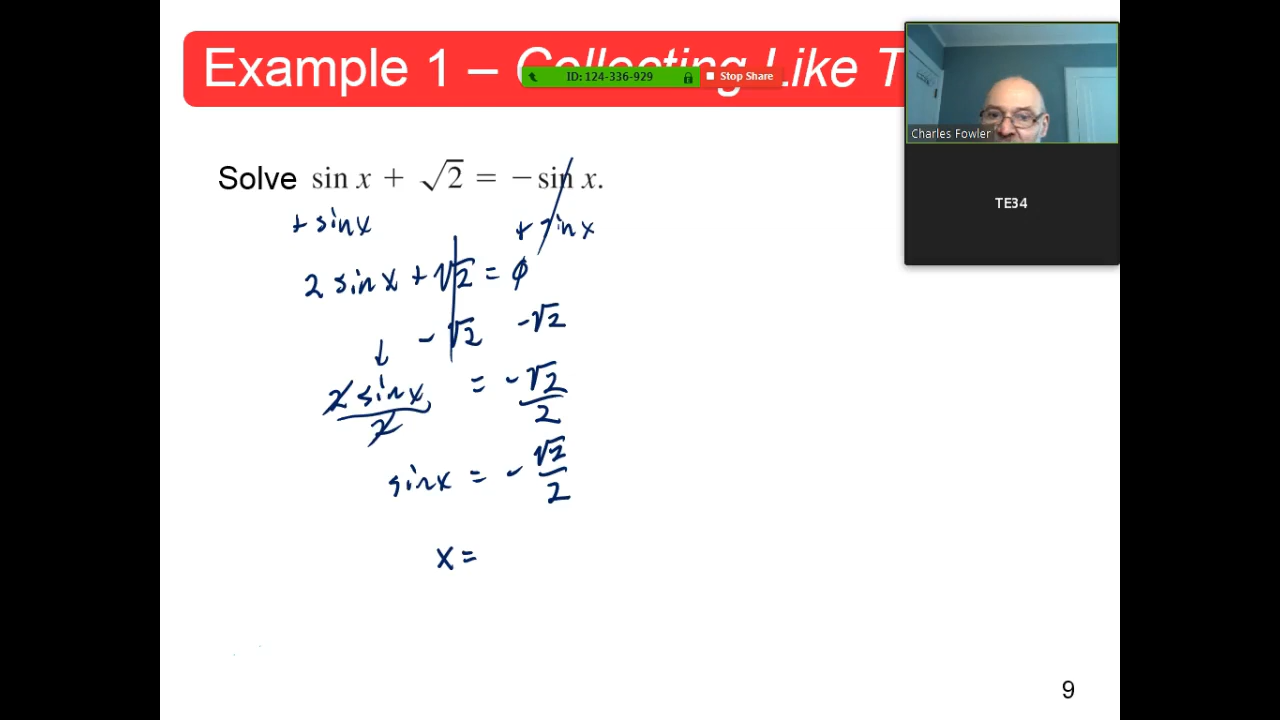 Example 1 – Collecting Like T
ID: 124-336-929
Stop Share
Charles Fowler
TE34
Solve sin x + √2 = −sin x.
+ sin x + sin x
2 sin x + √2 = 0
− √2 −√2
2 sin x / 2 = −√2 / 2
sin x = − √2 / 2
x =
9